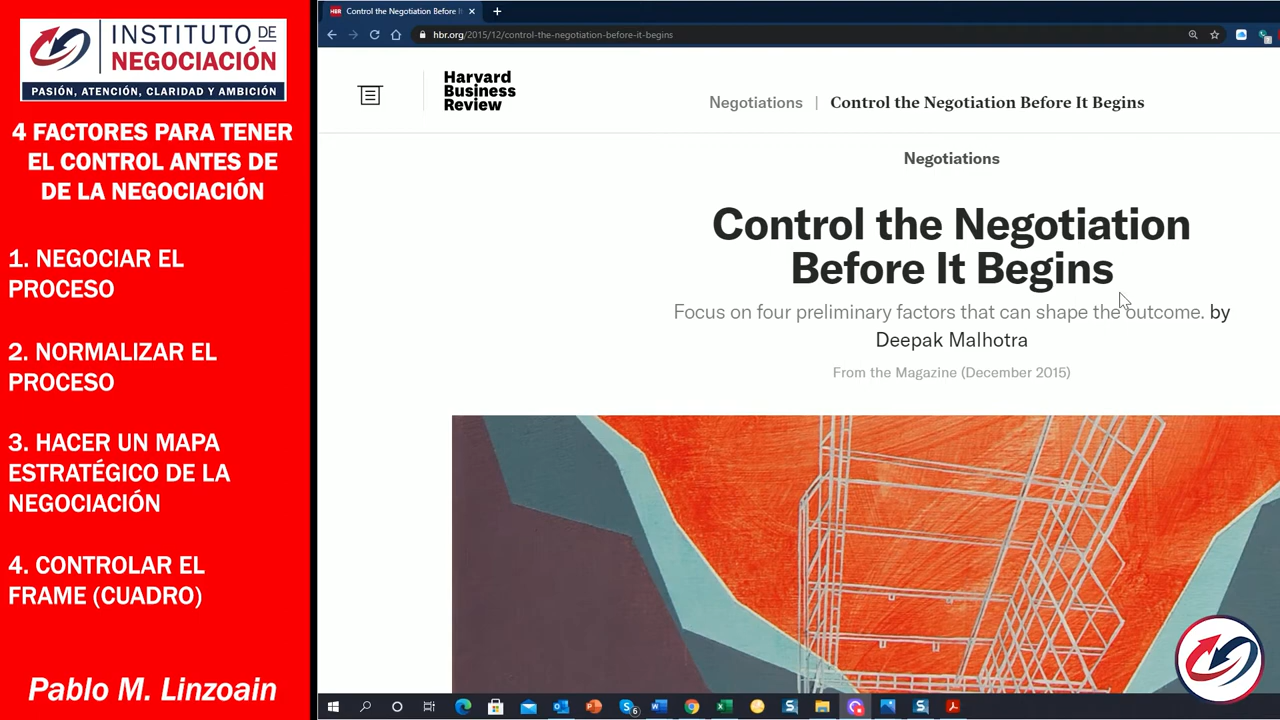 INSTITUTO DE
NEGOCIACIÓN
PASIÓN, ATENCIÓN, CLARIDAD Y AMBICIÓN
4 FACTORES PARA TENER
EL CONTROL ANTES DE
DE LA NEGOCIACIÓN
1. NEGOCIAR EL
PROCESO
2. NORMALIZAR EL
PROCESO
3. HACER UN MAPA
ESTRATÉGICO DE LA
NEGOCIACIÓN
4. CONTROLAR EL
FRAME (CUADRO)
Pablo M. Linzoain
HBR Control the Negotiation Before I
hbr.org/2015/12/control-the-negotiation-before-it-begins
Harvard
Business
Review
Negotiations | Control the Negotiation Before It Begins
Negotiations
Control the Negotiation
Before It Begins
Focus on four preliminary factors that can shape the outcome. by
Deepak Malhotra
From the Magazine (December 2015)